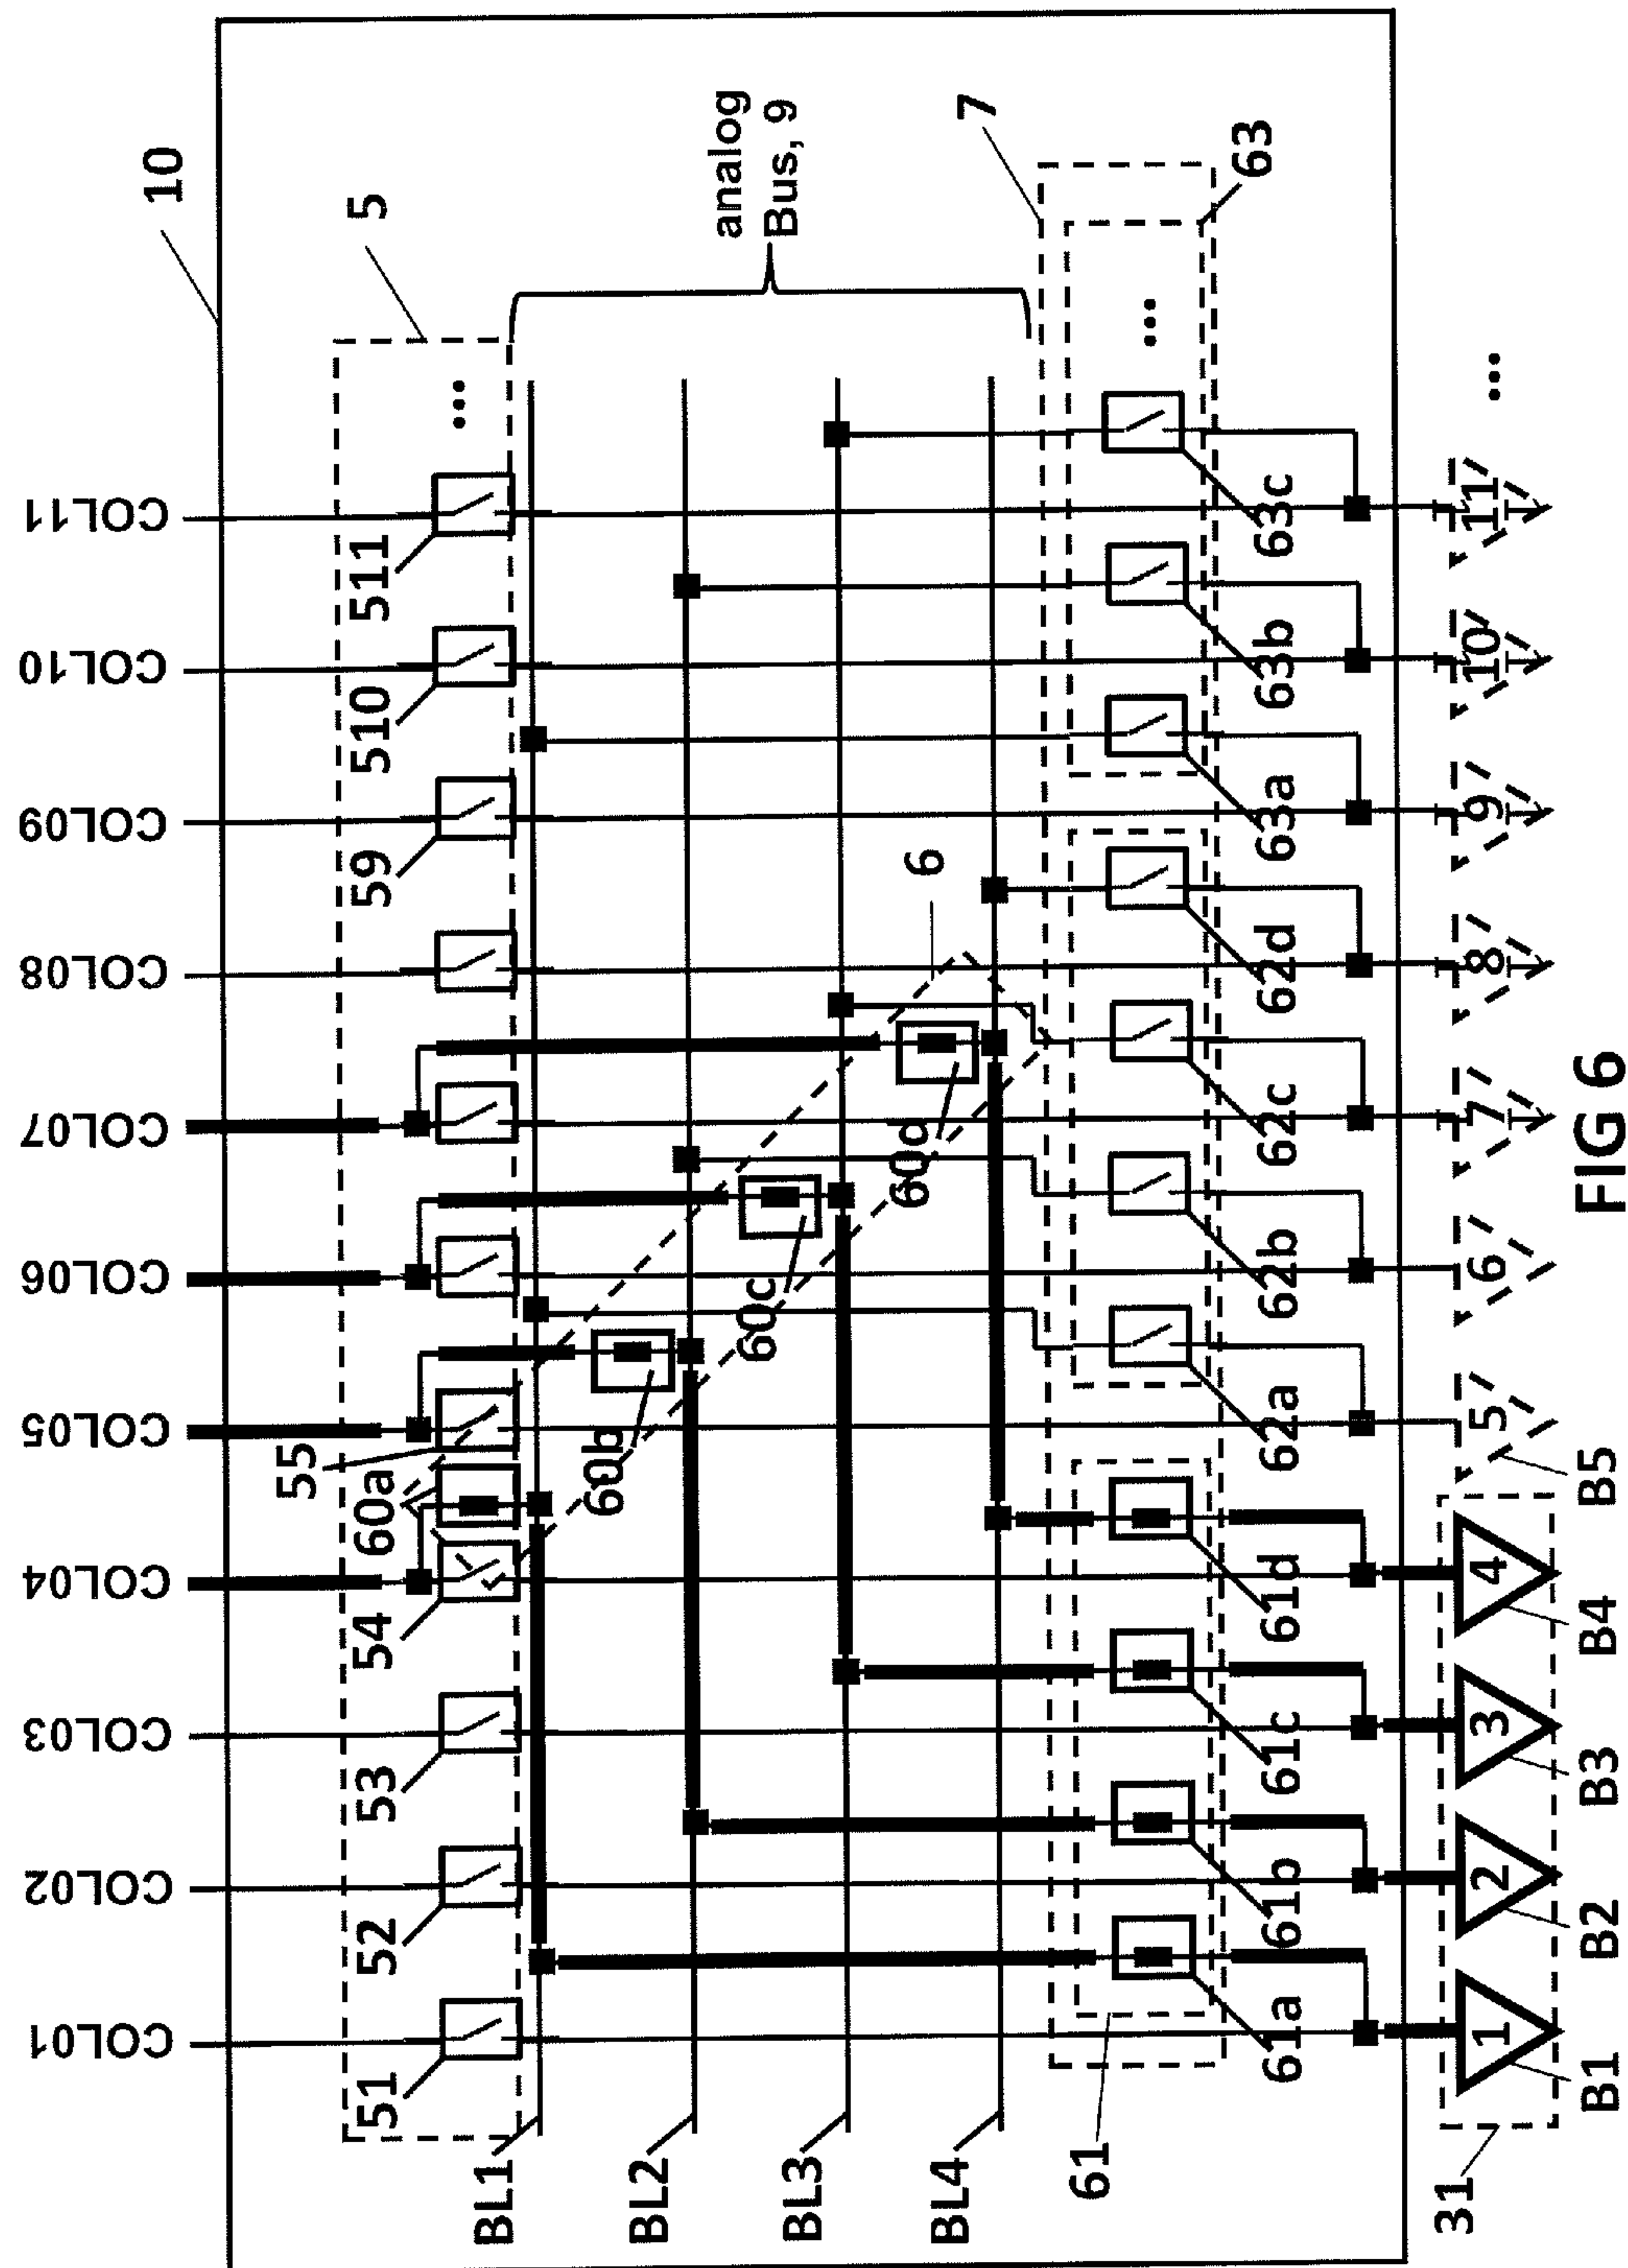 10
5
analog
Bus, 9
7
63
COL01
COL02
COL03
COL04
COL05
COL06
COL07
COL08
COL09
COL10
COL11
51
52
53
54
55
59
510
511
60a
60b
60c
60d
6
BL1
BL2
BL3
BL4
61
61a
61b
61c
61d
62a
62b
62c
62d
63a
63b
63c
...
...
...
31
1
2
3
4
5
6
7
8
9
10
11
B1
B2
B3
B4
B5
FIG 6